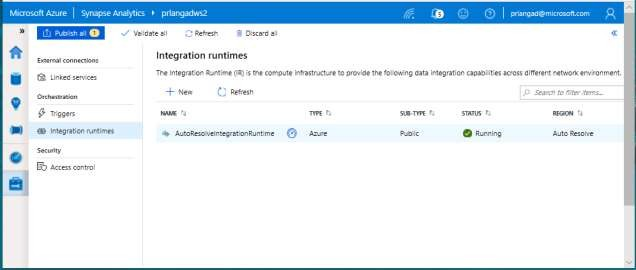 Microsoft Azure | Synapse Analytics ▸ prlangadws2
5
prlangad@microsoft.com
»
Publish all 1
Validate all
Refresh
Discard all
«
External connections
Linked services
Orchestration
Triggers
Integration runtimes
Security
Access control
Integration runtimes
The Integration Runtime (IR) is the compute infrastructure to provide the following data integration capabilities across different network environment.
+ New
Refresh
Search to filter items...
NAME TYPE SUB-TYPE STATUS REGION
AutoResolveIntegrationRuntime Azure Public Running Auto Resolve